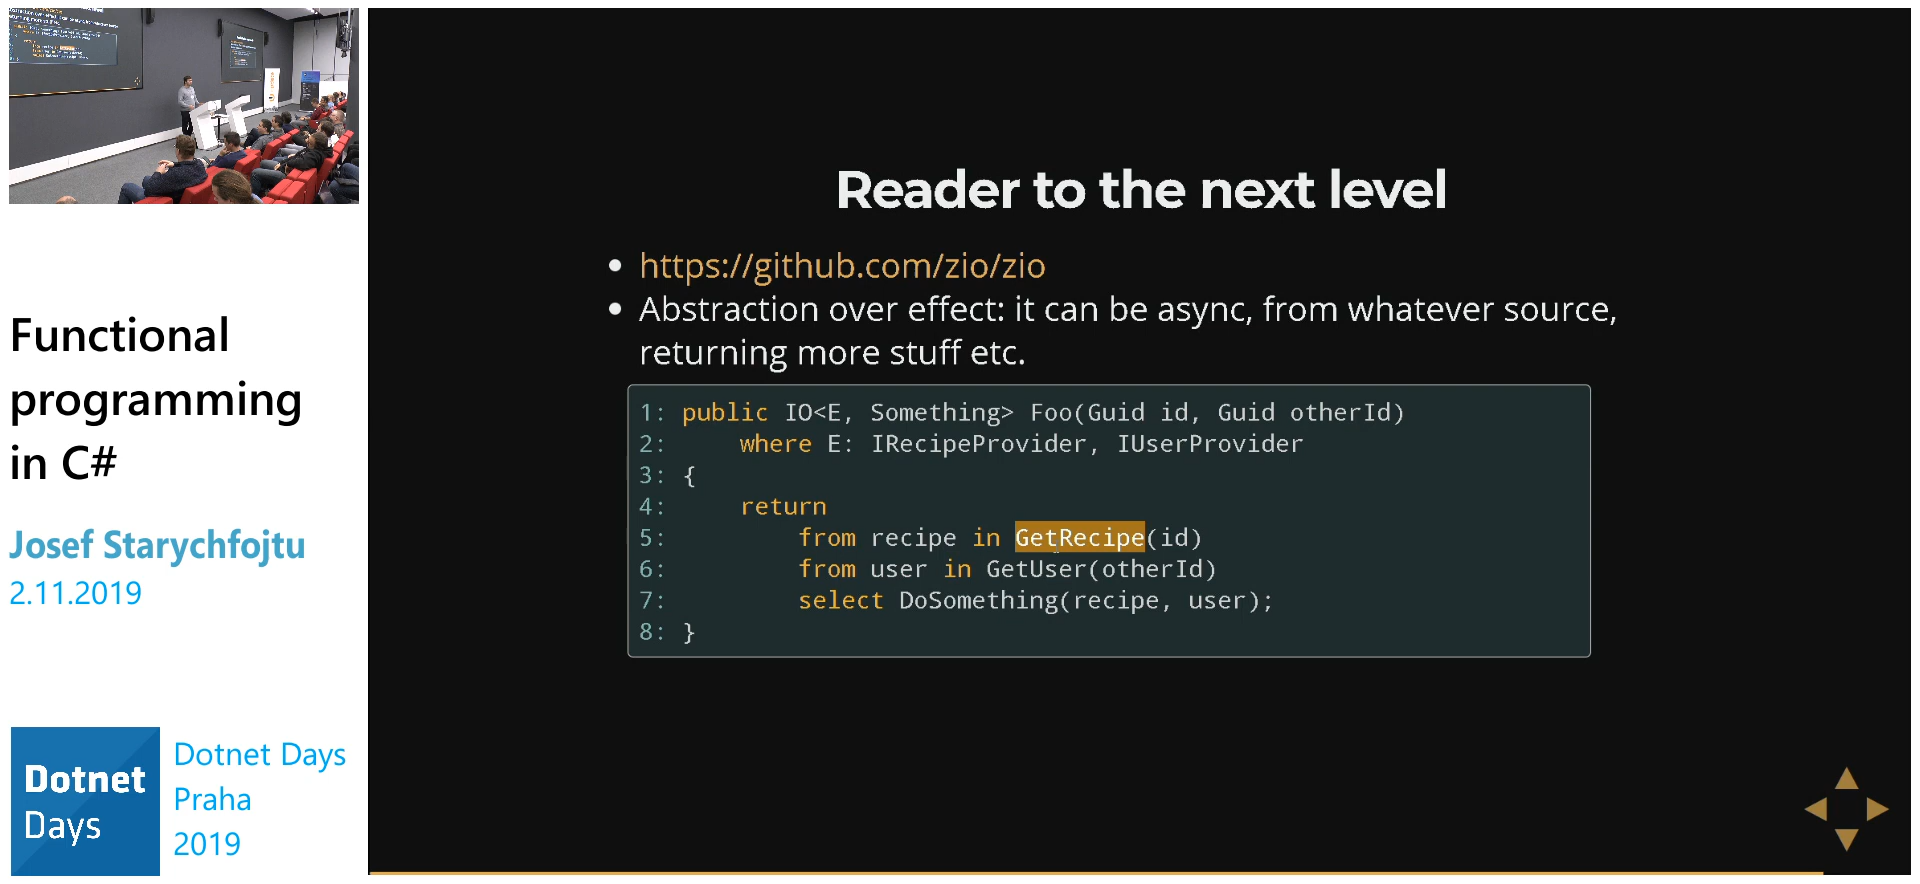 Functional
programming
in C#
Josef Starychfojtu
2.11.2019
Dotnet
Days
Dotnet Days
Praha
2019
Reader to the next level
https://github.com/zio/zio
Abstraction over effect: it can be async, from whatever source,
returning more stuff etc.
1: public IO<E, Something> Foo(Guid id, Guid otherId)
2: where E: IRecipeProvider, IUserProvider
3: {
4: return
5: from recipe in GetRecipe(id)
6: from user in GetUser(otherId)
7: select DoSomething(recipe, user);
8: }